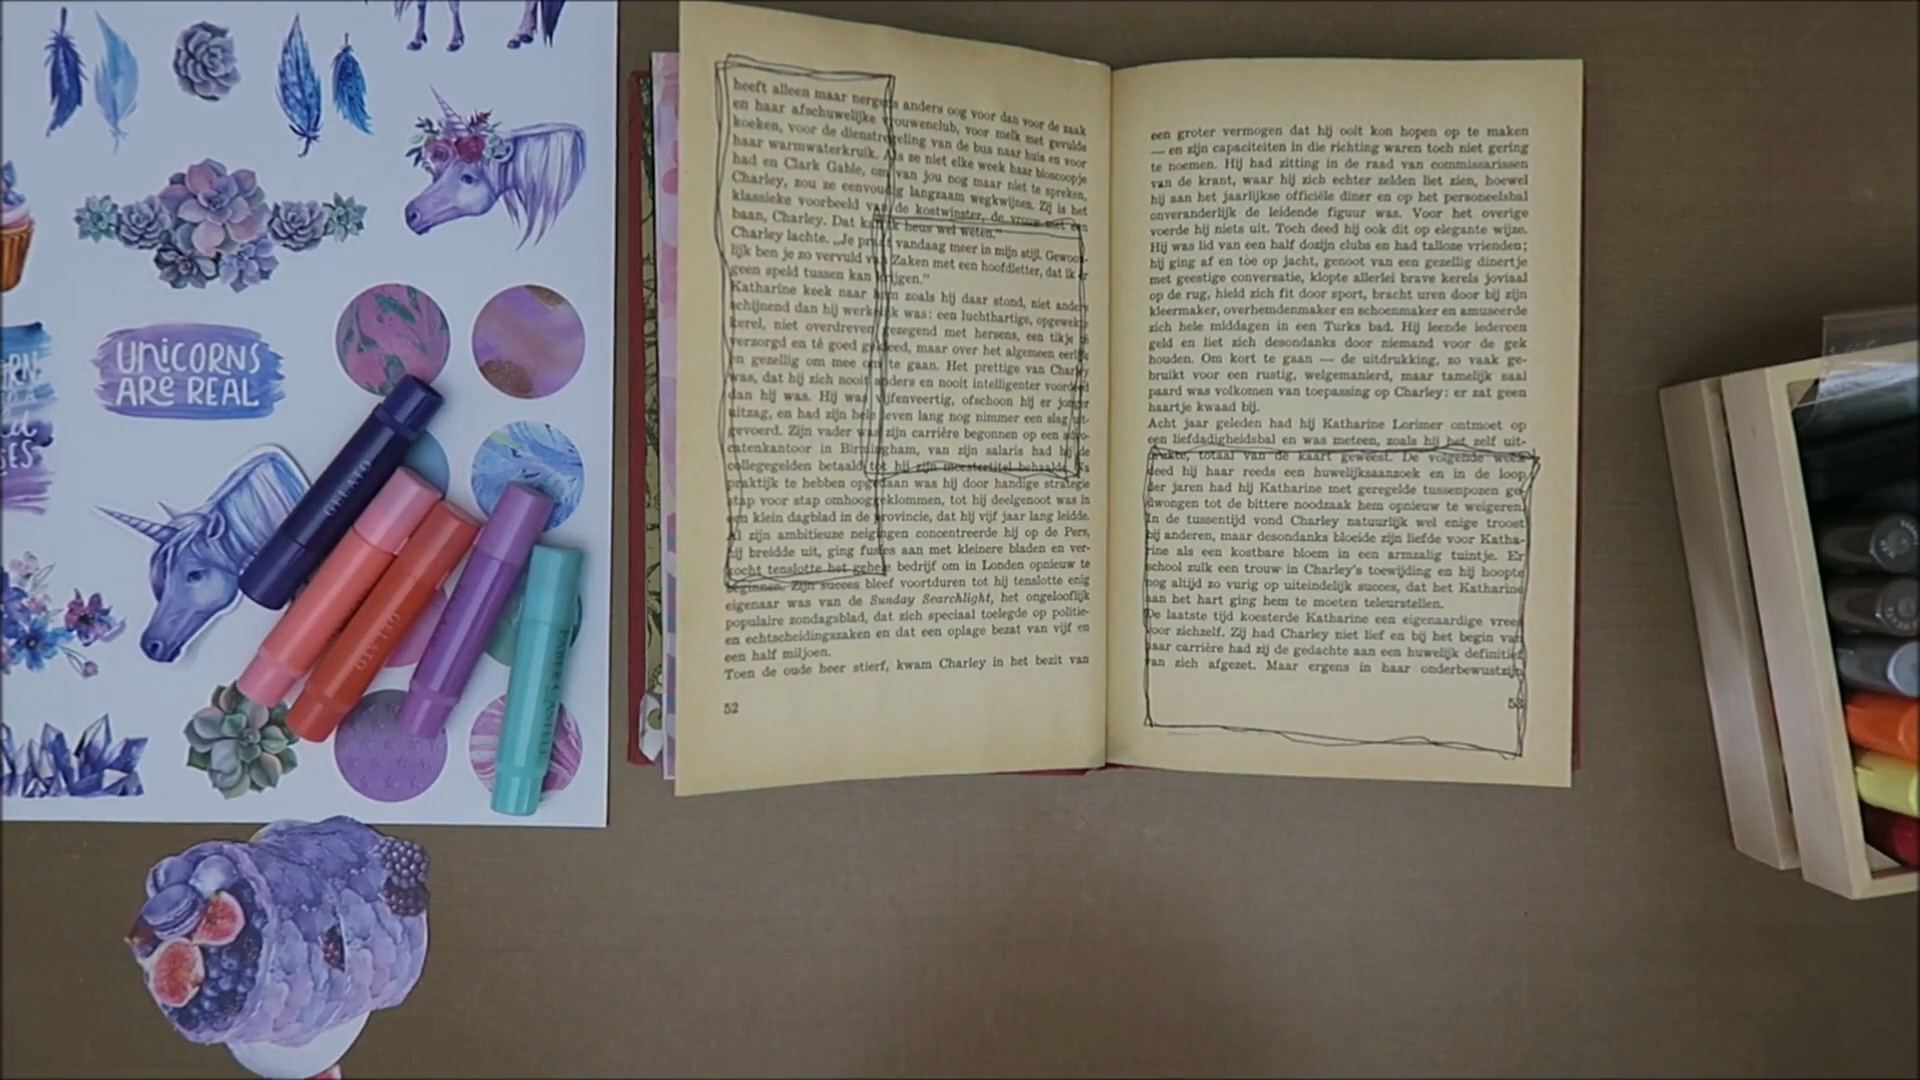 UNICORNS
ARE REAL
GELATO
GELATO
heeft alleen maar nergens anders oog voor dan voor de zaak
en haar afschuwelijke vrouwenclub, voor melk met gevulde
koeken, voor de dienstregeling van de bus naar huis en voor
haar warmwaterkruik. Als ze niet elke week haar bioscoopje
had en Clark Gable, om van jou nog maar niet te spreken,
Charley, zou ze eenvoudig langzaam wegkwijnen. Zij is het
klassieke voorbeeld van de kostwinster, de vrouw met een
baan, Charley. Dat kan ik heus wel weten.”
Charley lachte. „Je praat vandaag meer in mijn stijl. Gewoon-
lijk ben je zo vervuld van Zaken met een hoofdletter, dat ik er
geen speld tussen kan krijgen.”
Katharine keek naar hem zoals hij daar stond, niet anders
schijnend dan hij werkelijk was: een luchthartige, opgewekte
kerel, niet overdreven gezegend met hersens, een tikje te
verzorgd en té goed gekleed, maar over het algemeen eerlijk
en gezellig om mee om te gaan. Het prettige van Charley
was, dat hij zich nooit anders en nooit intelligenter voordeed
dan hij was. Hij was vijfenveertig, ofschoon hij er jonger
uitzag, en had zijn hele leven lang nog nimmer een slag uit-
gevoerd. Zijn vader was zijn carrière begonnen op een advo-
catenkantoor in Birmingham, van zijn salaris had hij de
collegegelden betaald tot hij zijn meestertitel behaalde. Na
praktijk te hebben opgedaan was hij door handige strategie
stap voor stap omhooggeklommen, tot hij deelgenoot was in
een klein dagblad in de provincie, dat hij vijf jaar lang leidde.
Al zijn ambitieuze neigingen concentreerde hij op de Pers,
hij breidde uit, ging fusies aan met kleinere bladen en ver-
kocht tenslotte het gehele bedrijf om in Londen opnieuw te
beginnen. Zijn succes bleef voortduren tot hij tenslotte enig
eigenaar was van de Sunday Searchlight, het ongelooflijk
populaire zondagsblad, dat zich speciaal toelegde op politie-
en echtscheidingszaken en dat een oplage bezat van vijf en
een half miljoen.
Toen de oude heer stierf, kwam Charley in het bezit van
52
een groter vermogen dat hij ooit kon hopen op te maken
— en zijn capaciteiten in die richting waren toch niet gering
te noemen. Hij had zitting in de raad van commissarissen
van de krant, waar hij zich echter zelden liet zien, hoewel
hij aan het jaarlijkse officiële diner en op het personeelsbal
onveranderlijk de leidende figuur was. Voor het overige
voerde hij niets uit. Toch deed hij ook dit op elegante wijze.
Hij was lid van een half dozijn clubs en had talloze vrienden;
hij ging af en toe op jacht, genoot van een gezellig dinertje
met geestige conversatie, klopte allerlei brave kerels joviaal
op de rug, hield zich fit door sport, bracht uren door bij zijn
kleermaker, overhemdenmaker en schoenmaker en amuseerde
zich hele middagen in een Turks bad. Hij leende iedereen
geld en liet zich desondanks door niemand voor de gek
houden. Om kort te gaan — de uitdrukking, zo vaak ge-
bruikt voor een rustig, welgemanierd, maar tamelijk saai
paard was volkomen van toepassing op Charley: er zat geen
haartje kwaad bij.
Acht jaar geleden had hij Katharine Lorimer ontmoet op
een liefdadigheidsbal en was meteen, zoals hij het zelf uit-
drukte, totaal van de kaart geweest. De volgende week
deed hij haar reeds een huwelijksaanzoek en in de loop
der jaren had hij Katharine met geregelde tussenpozen ge-
dwongen tot de bittere noodzaak hem opnieuw te weigeren.
In de tussentijd vond Charley natuurlijk wel enige troost
bij anderen, maar desondanks bloeide zijn liefde voor Katha-
rine als een kostbare bloem in een armzalig tuintje. Er
school zulk een trouw in Charley's toewijding en hij hoopte
nog altijd zo vurig op uiteindelijk succes, dat het Katharine
aan het hart ging hem te moeten teleurstellen.
De laatste tijd koesterde Katharine een eigenaardige vrees
voor zichzelf. Zij had Charley niet lief en bij het begin van
haar carrière had zij de gedachte aan een huwelijk definitief
van zich afgezet. Maar ergens in haar onderbewustzijn
53